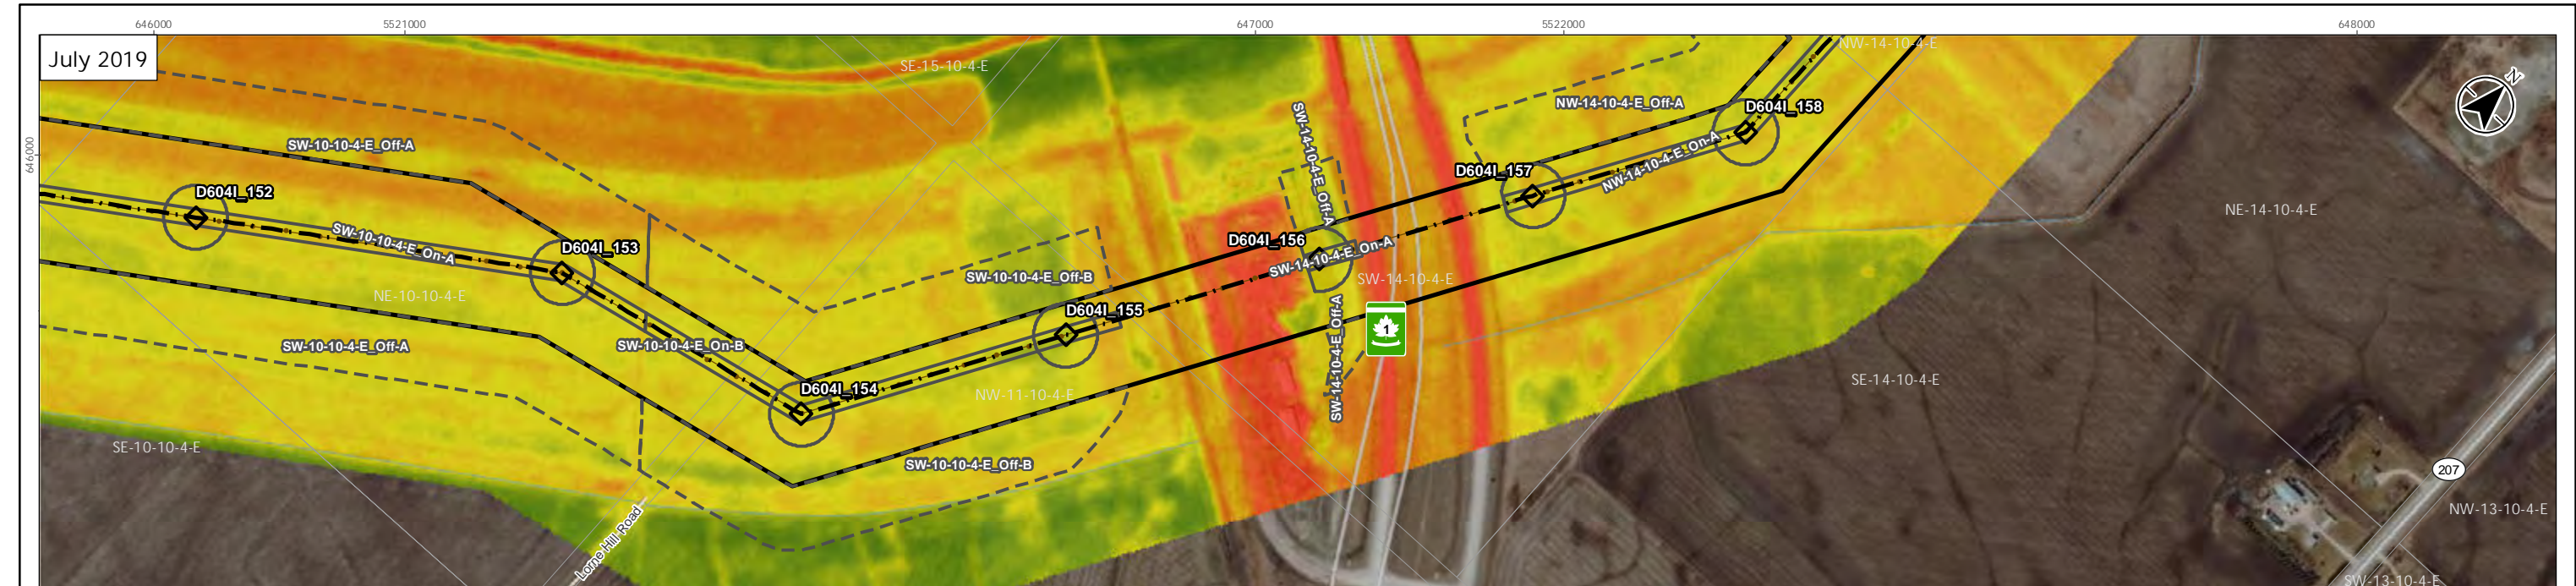 646000
5521000
647000
5522000
648000
July 2019
646000
N
SE-15-10-4-E
NW-14-10-4-E
SW-10-10-4-E_Off-A
SW-14-10-4-E_Off-A
NW-14-10-4-E_Off-A
D604I_158
D604I_157
NW-14-10-4-E_On-A
D604I_152
NE-14-10-4-E
SW-10-10-4-E_On-A
D604I_153
D604I_156
SW-14-10-4-E_On-A
SW-10-10-4-E_Off-B
SW-14-10-4-E
NE-10-10-4-E
D604I_155
1
SW-10-10-4-E_Off-A
SW-10-10-4-E_On-B
SW-14-10-4-E_Off-A
D604I_154
NW-11-10-4-E
SE-14-10-4-E
SE-10-10-4-E
SW-10-10-4-E_Off-B
207
Lorne Hill Road
NW-13-10-4-E
SW-13-10-4-E